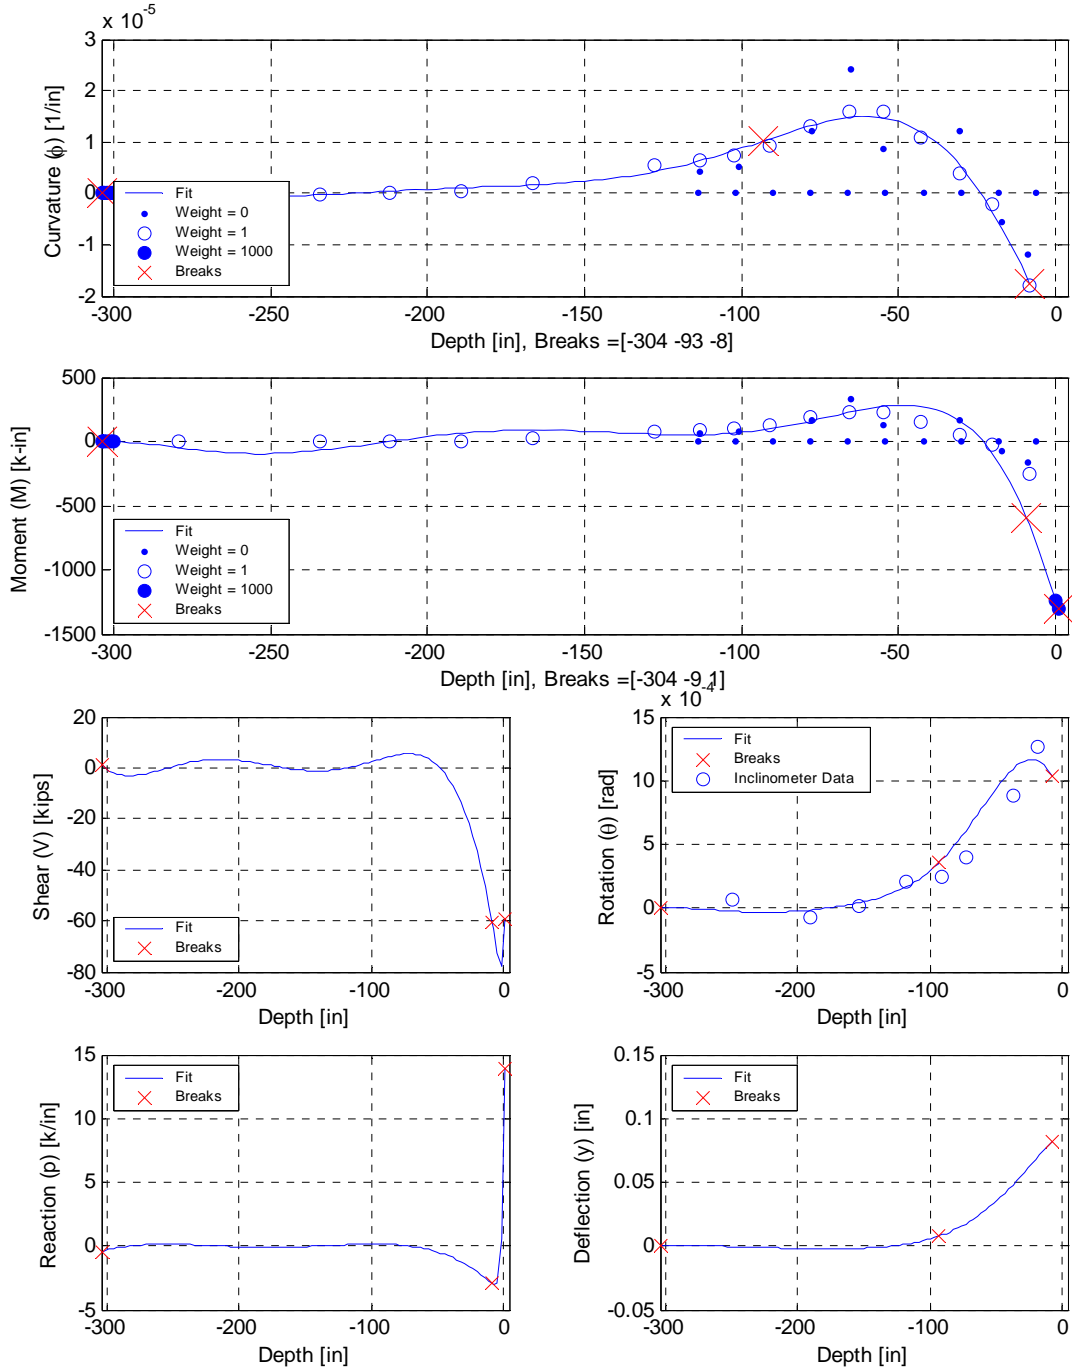 x 10^-5
3
2
1
0
-1
-2
Curvature (ϕ) [1/in]
Fit
Weight = 0
Weight = 1
Weight = 1000
Breaks
-300 -250 -200 -150 -100 -50 0
Depth [in], Breaks =[-304 -93 -8]
500
0
-500
-1000
-1500
Moment (M) [k-in]
Fit
Weight = 0
Weight = 1
Weight = 1000
Breaks
-300 -250 -200 -150 -100 -50 0
Depth [in], Breaks =[-304 -9 1]
20
0
-20
-40
-60
-80
Shear (V) [kips]
Fit
Breaks
-300 -200 -100 0
Depth [in]
x 10^-4
15
10
5
0
-5
Rotation (θ) [rad]
Fit
Breaks
Inclinometer Data
-300 -200 -100 0
Depth [in]
15
10
5
0
-5
Reaction (p) [k/in]
Fit
Breaks
-300 -200 -100 0
Depth [in]
0.15
0.1
0.05
0
-0.05
Deflection (y) [in]
Fit
Breaks
-300 -200 -100 0
Depth [in]